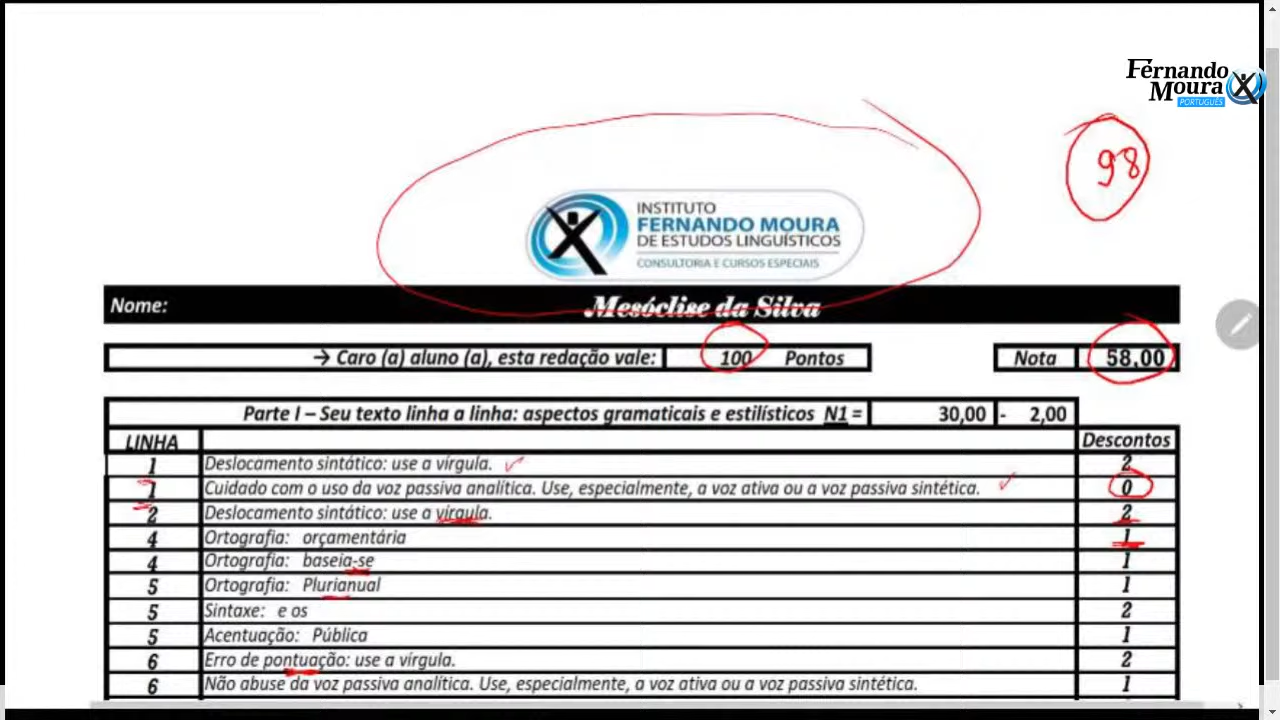 Fernando
Moura
PORTUGUÊS
98
INSTITUTO
FERNANDO MOURA
DE ESTUDOS LINGUÍSTICOS
CONSULTORIA E CURSOS ESPECIAIS
Nome: Mesóclise da Silva
→ Caro (a) aluno (a), esta redação vale: 100 Pontos Nota 58,00
Parte I – Seu texto linha a linha: aspectos gramaticais e estilísticos N1 = 30,00 - 2,00
LINHA Descontos
1 Deslocamento sintático: use a vírgula. 2
1 Cuidado com o uso da voz passiva analítica. Use, especialmente, a voz ativa ou a voz passiva sintética. 0
2 Deslocamento sintático: use a vírgula. 2
4 Ortografia: orçamentária 1
4 Ortografia: baseia-se 1
5 Ortografia: Plurianual 1
5 Sintaxe: e os 2
5 Acentuação: Pública 1
6 Erro de pontuação: use a vírgula. 2
6 Não abuse da voz passiva analítica. Use, especialmente, a voz ativa ou a voz passiva sintética. 1